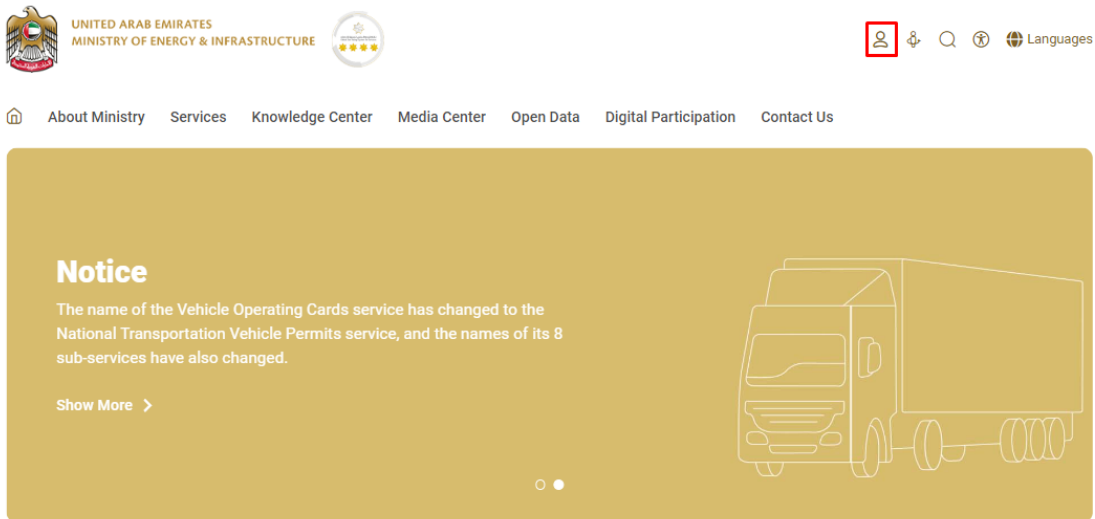 UNITED ARAB EMIRATES
MINISTRY OF ENERGY & INFRASTRUCTURE
Languages
About Ministry Services Knowledge Center Media Center Open Data Digital Participation Contact Us
Notice
The name of the Vehicle Operating Cards service has changed to the
National Transportation Vehicle Permits service, and the names of its 8
sub-services have also changed.
Show More